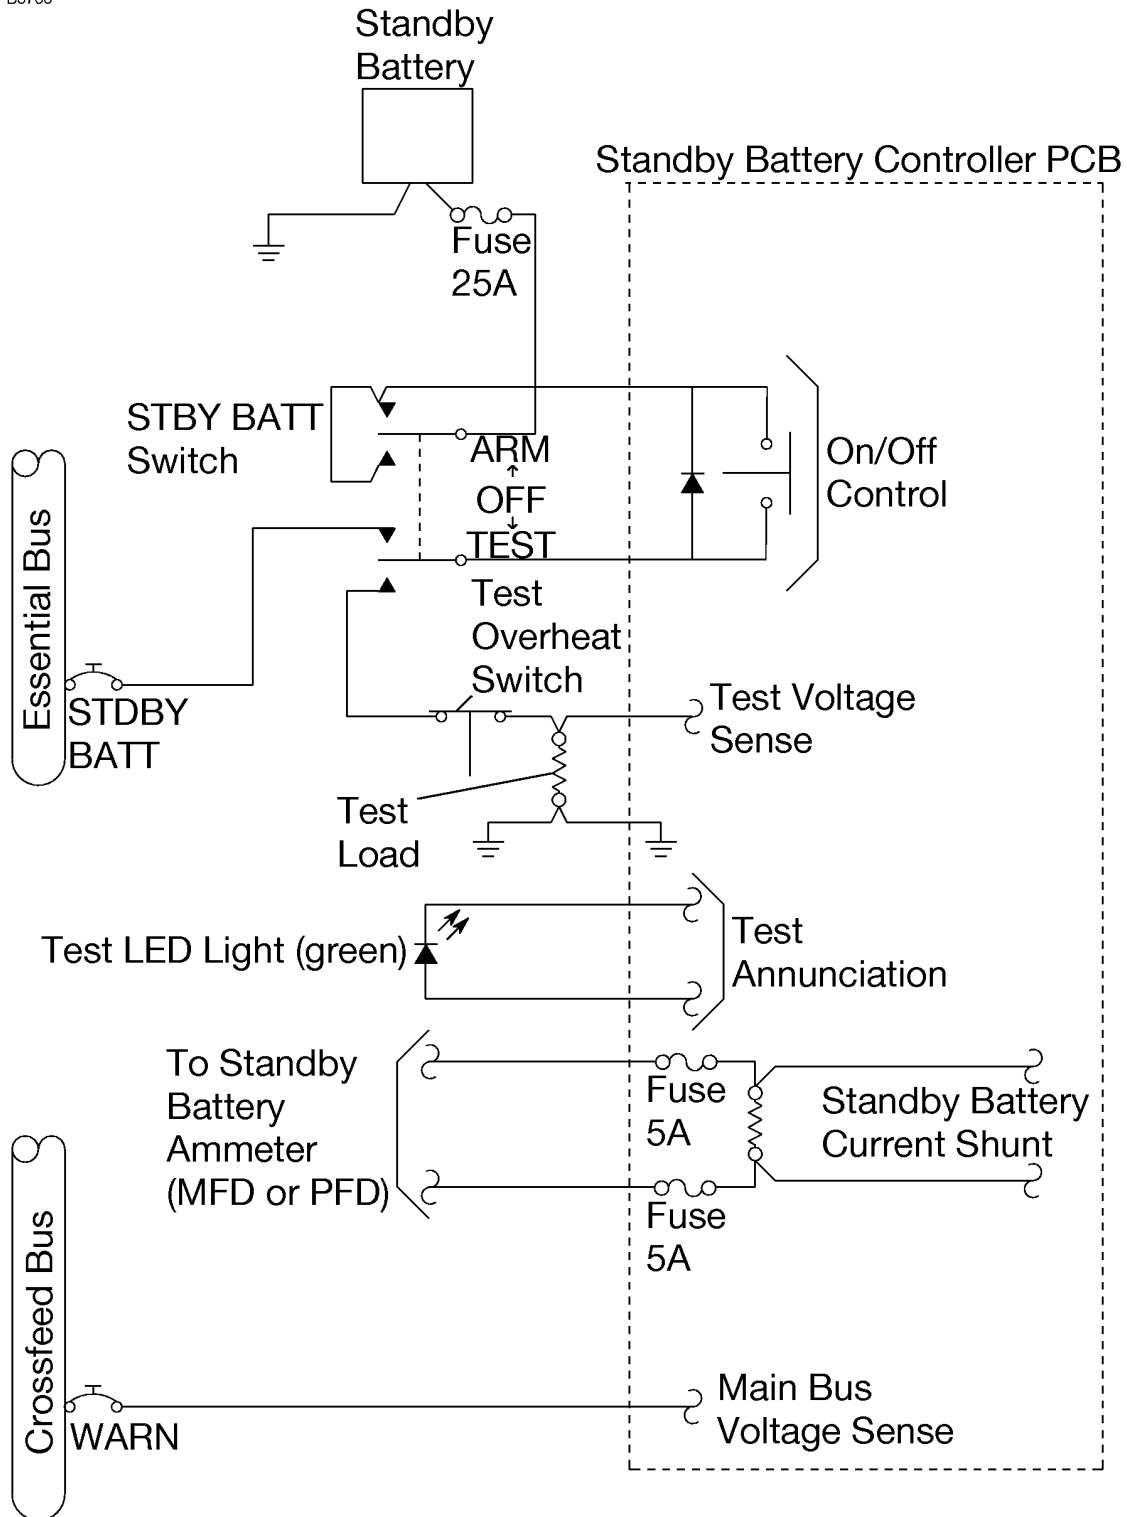 Standby
Battery
Standby Battery Controller PCB
Fuse
25A
STBY BATT
Switch
ARM
OFF
TEST
On/Off
Control
Essential Bus
Test
Overheat
Switch
STDBY
BATT
Test Voltage
Sense
Test
Load
Test LED Light (green)
Test
Annunciation
To Standby
Battery
Ammeter
(MFD or PFD)
Fuse
5A
Standby Battery
Current Shunt
Fuse
5A
Crossfeed Bus
WARN
Main Bus
Voltage Sense